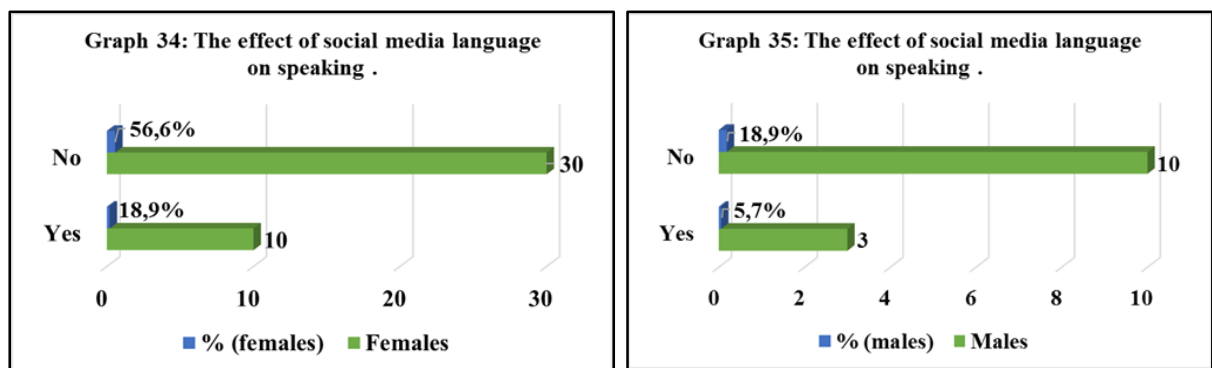 Graph 34: The effect of social media language
on speaking .
No
56,6%
30
Yes
18,9%
10
0 10 20 30
% (females) Females
Graph 35: The effect of social media language
on speaking .
No
18,9%
10
Yes
5,7%
3
0 2 4 6 8 10
% (males) Males